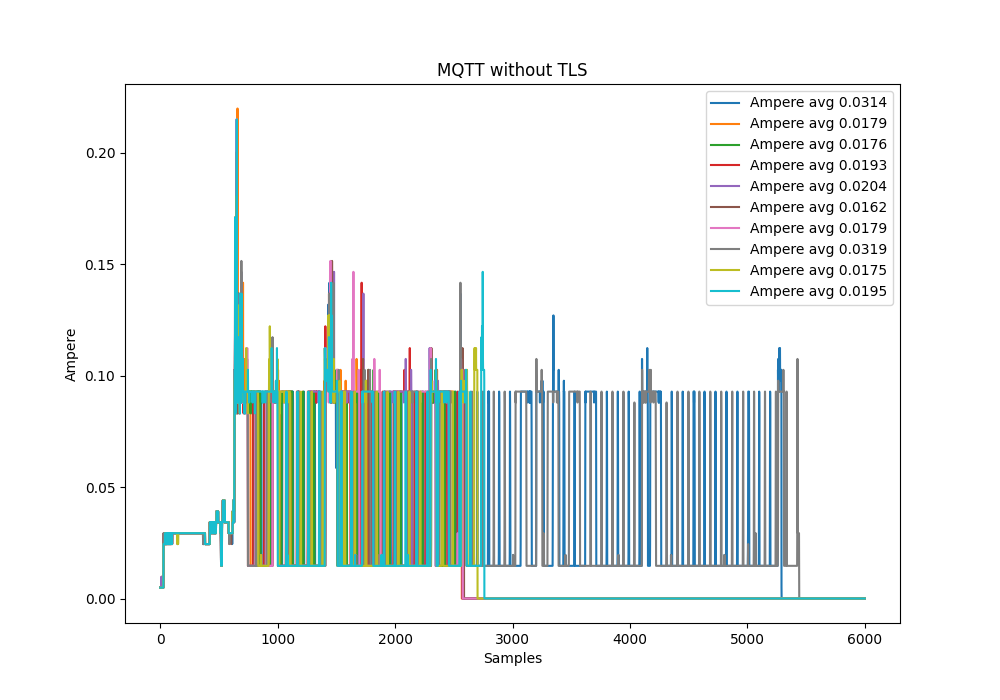 MQTT without TLS
Ampere avg 0.0314
Ampere avg 0.0179
Ampere avg 0.0176
Ampere avg 0.0193
Ampere avg 0.0204
Ampere avg 0.0162
Ampere avg 0.0179
Ampere avg 0.0319
Ampere avg 0.0175
Ampere avg 0.0195
Ampere
0.20
0.15
0.10
0.05
0.00
0 1000 2000 3000 4000 5000 6000
Samples